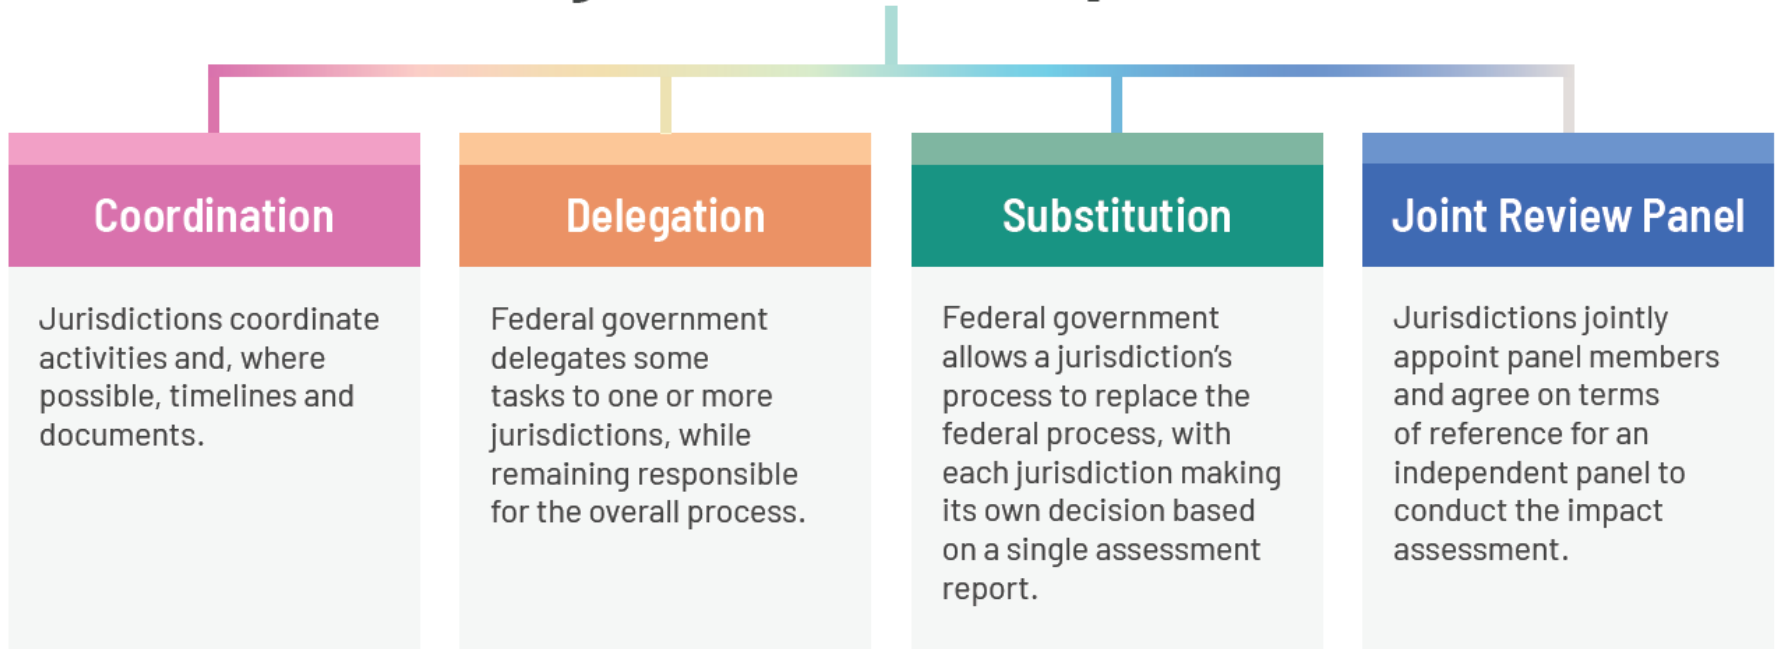 Coordination
Jurisdictions coordinate
activities and, where
possible, timelines and
documents.
Delegation
Federal government
delegates some
tasks to one or more
jurisdictions, while
remaining responsible
for the overall process.
Substitution
Federal government
allows a jurisdiction’s
process to replace the
federal process, with
each jurisdiction making
its own decision based
on a single assessment
report.
Joint Review Panel
Jurisdictions jointly
appoint panel members
and agree on terms
of reference for an
independent panel to
conduct the impact
assessment.